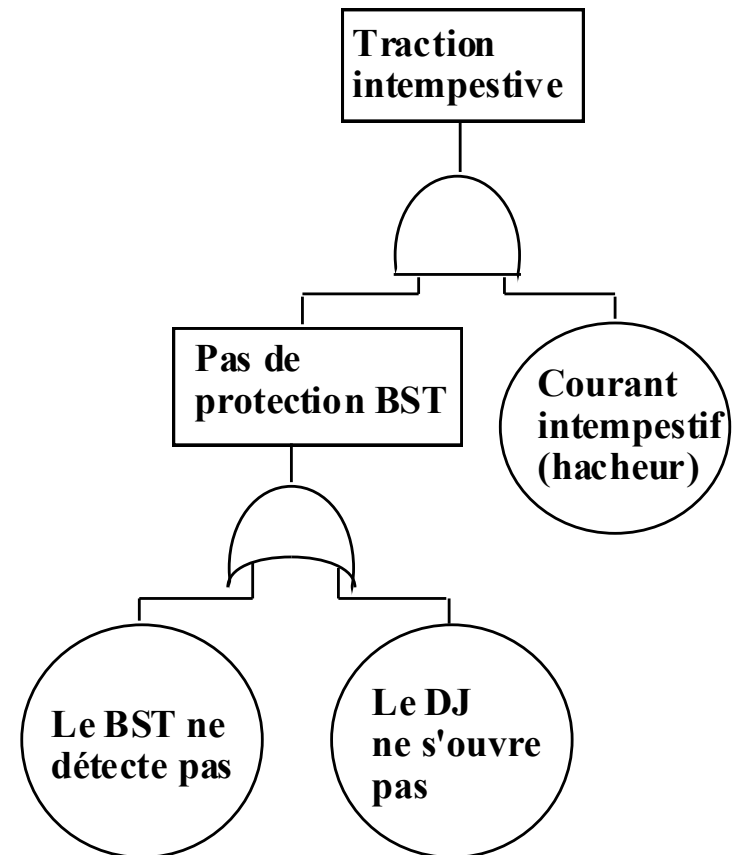 Traction
intempestive
Pas de
protection BST
Courant
intempestif
(hacheur)
Le BST ne
détecte pas
Le DJ
ne s'ouvre
pas